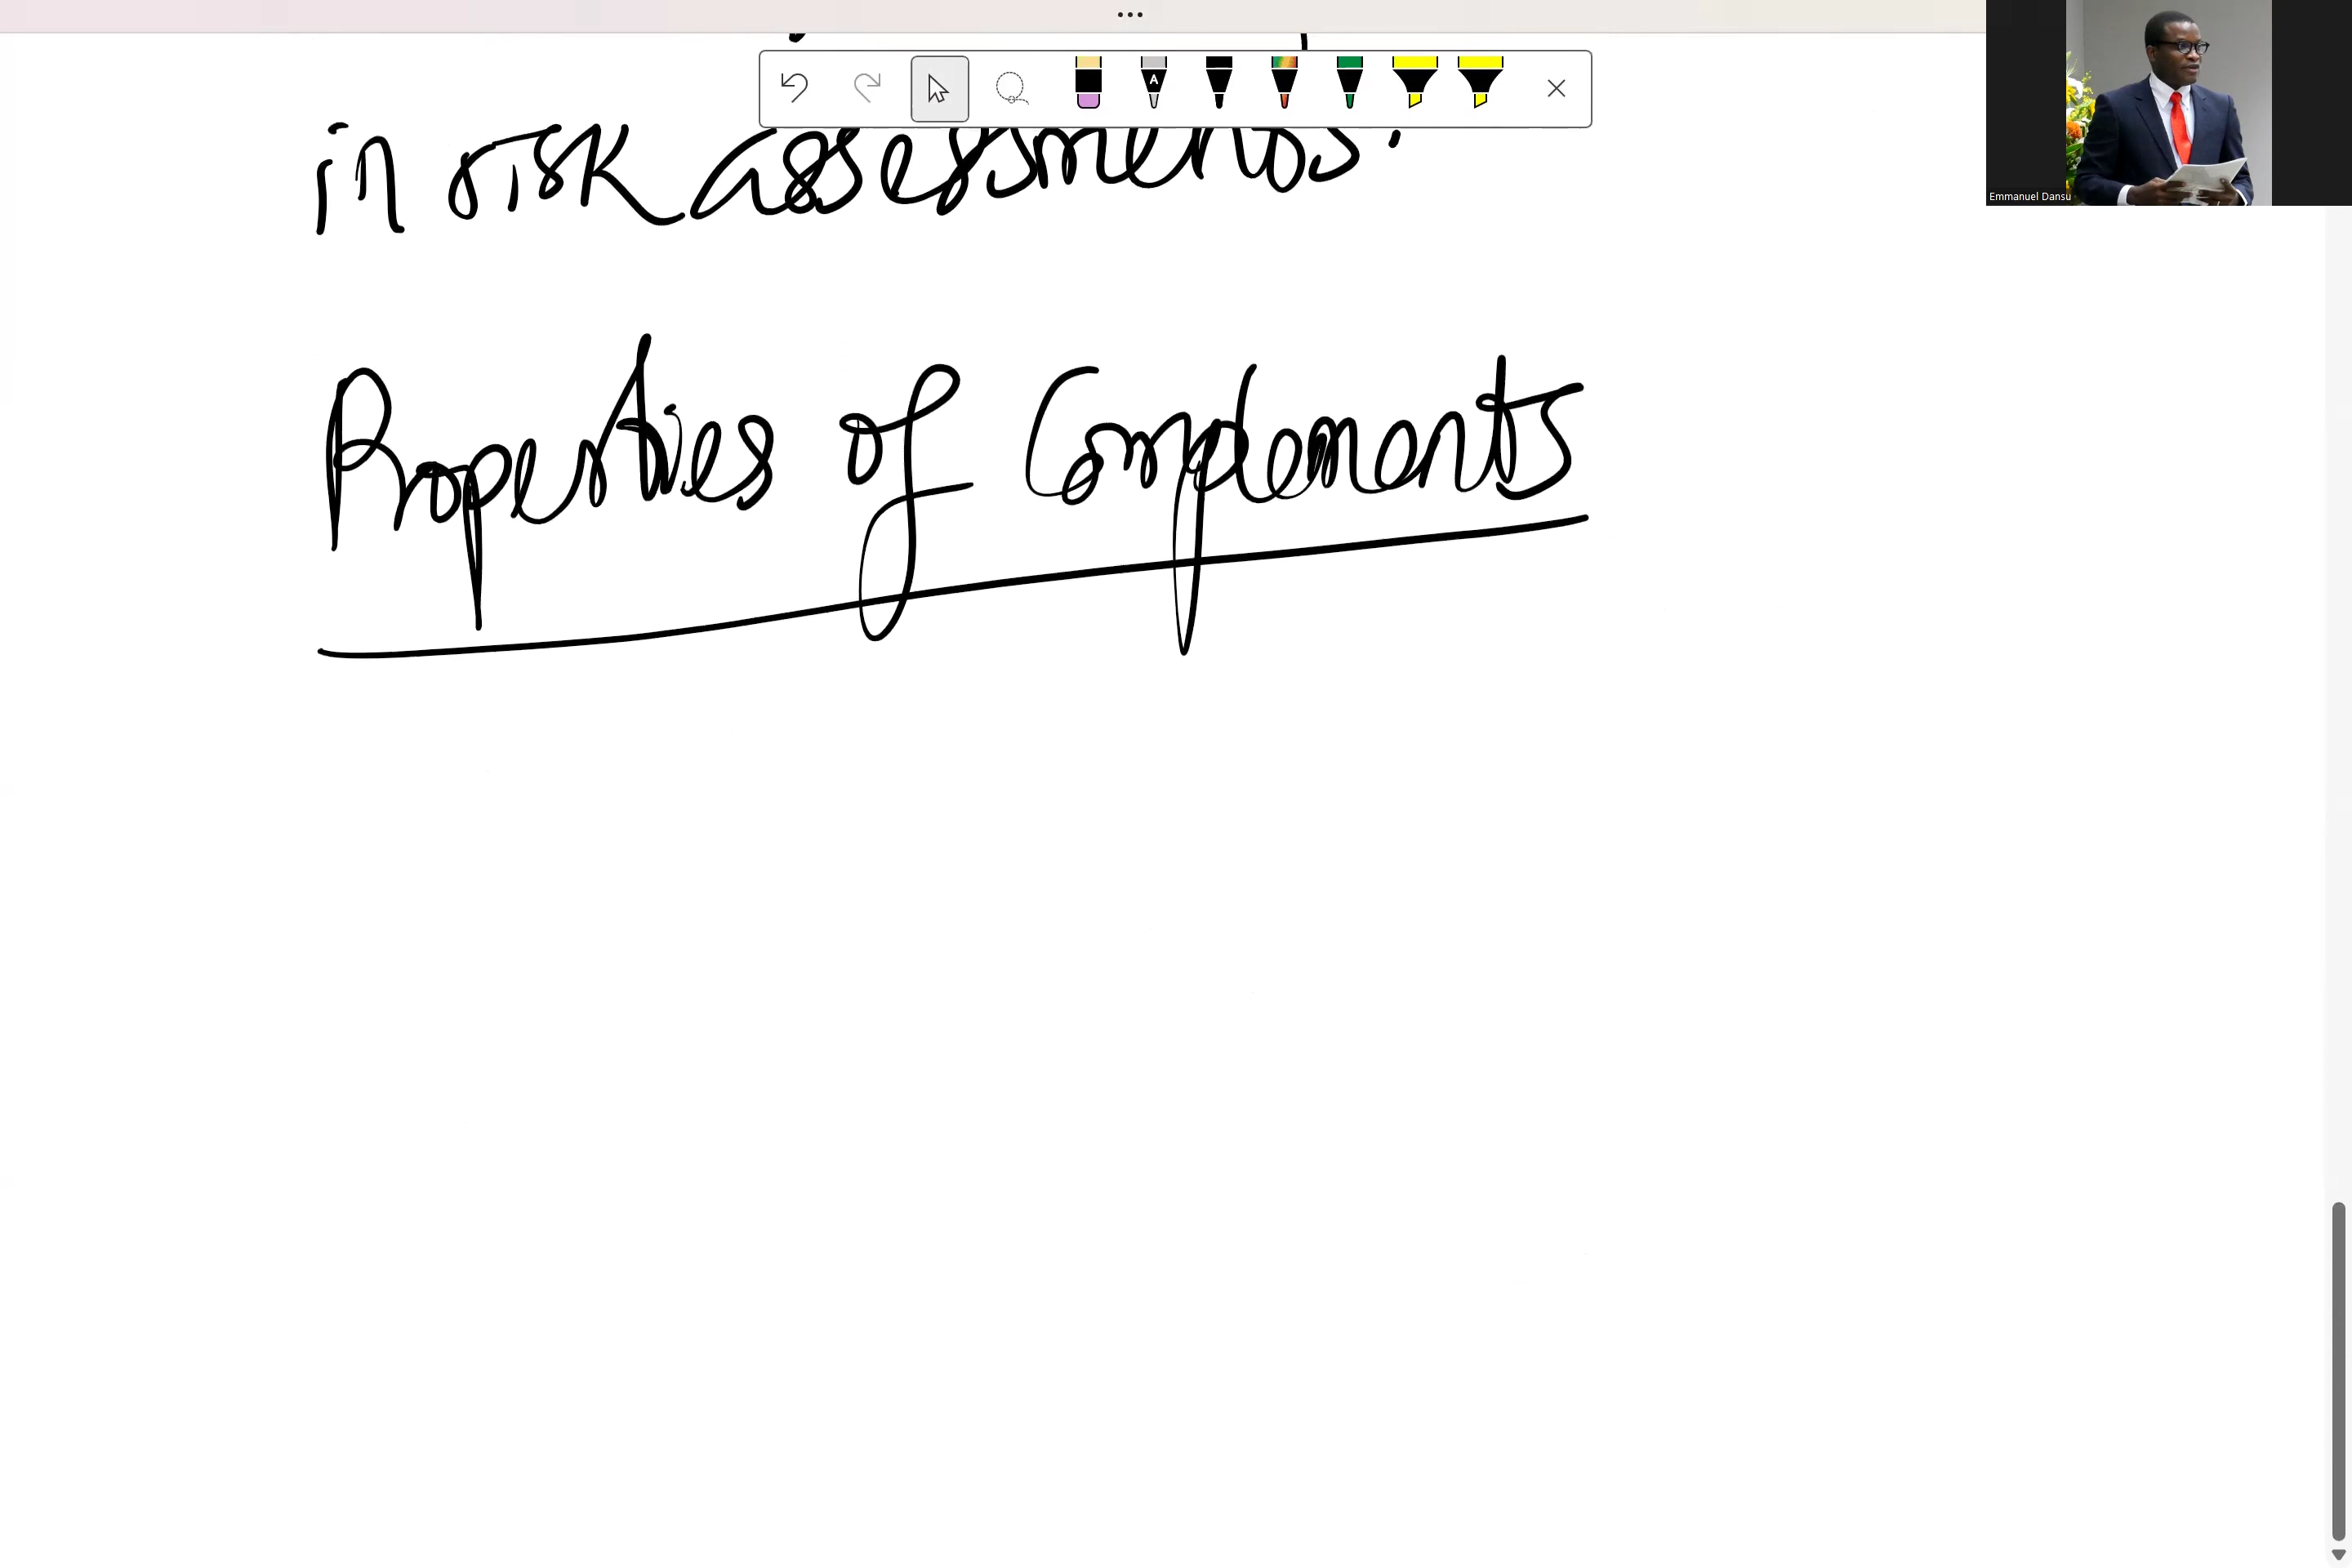 in risk assessments.
Properties of Complements
A
Emmanuel Dansu